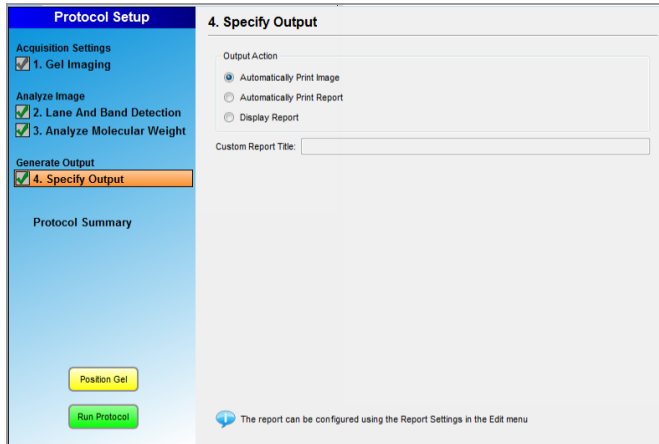 Protocol Setup
Acquisition Settings
1. Gel Imaging
Analyze Image
2. Lane And Band Detection
3. Analyze Molecular Weight
Generate Output
4. Specify Output
Protocol Summary
Position Gel
Run Protocol
4. Specify Output
Output Action
Automatically Print Image
Automatically Print Report
Display Report
Custom Report Title:
The report can be configured using the Report Settings in the Edit menu